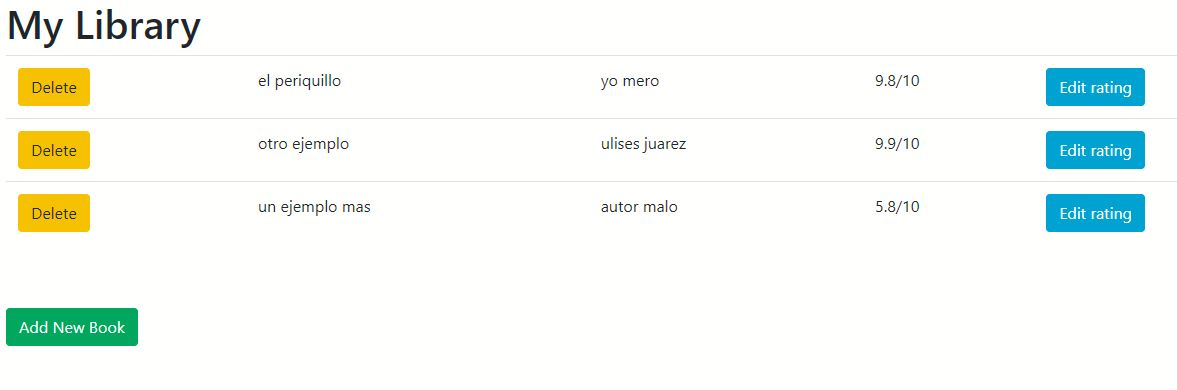 My Library
Delete el periquillo yo mero 9.8/10 Edit rating
Delete otro ejemplo ulises juarez 9.9/10 Edit rating
Delete un ejemplo mas autor malo 5.8/10 Edit rating
Add New Book